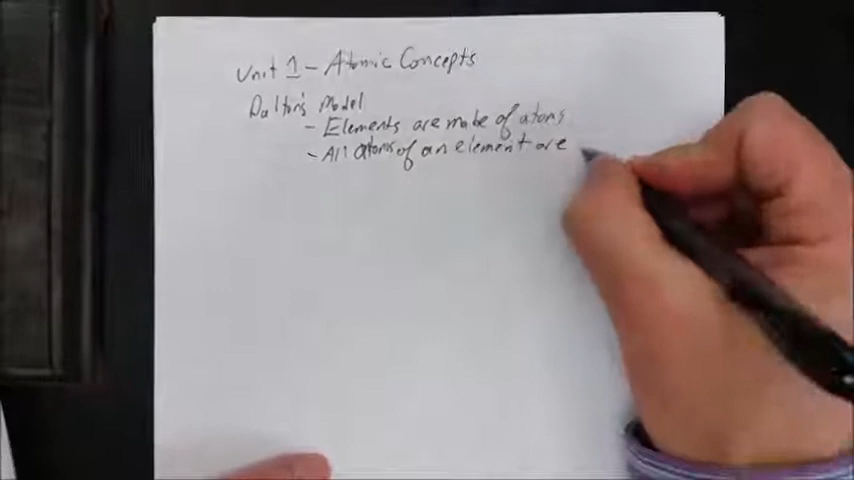 Unit 1 - Atomic Concepts
Dalton's Model
- Elements are made of atoms
- All atoms of an element are